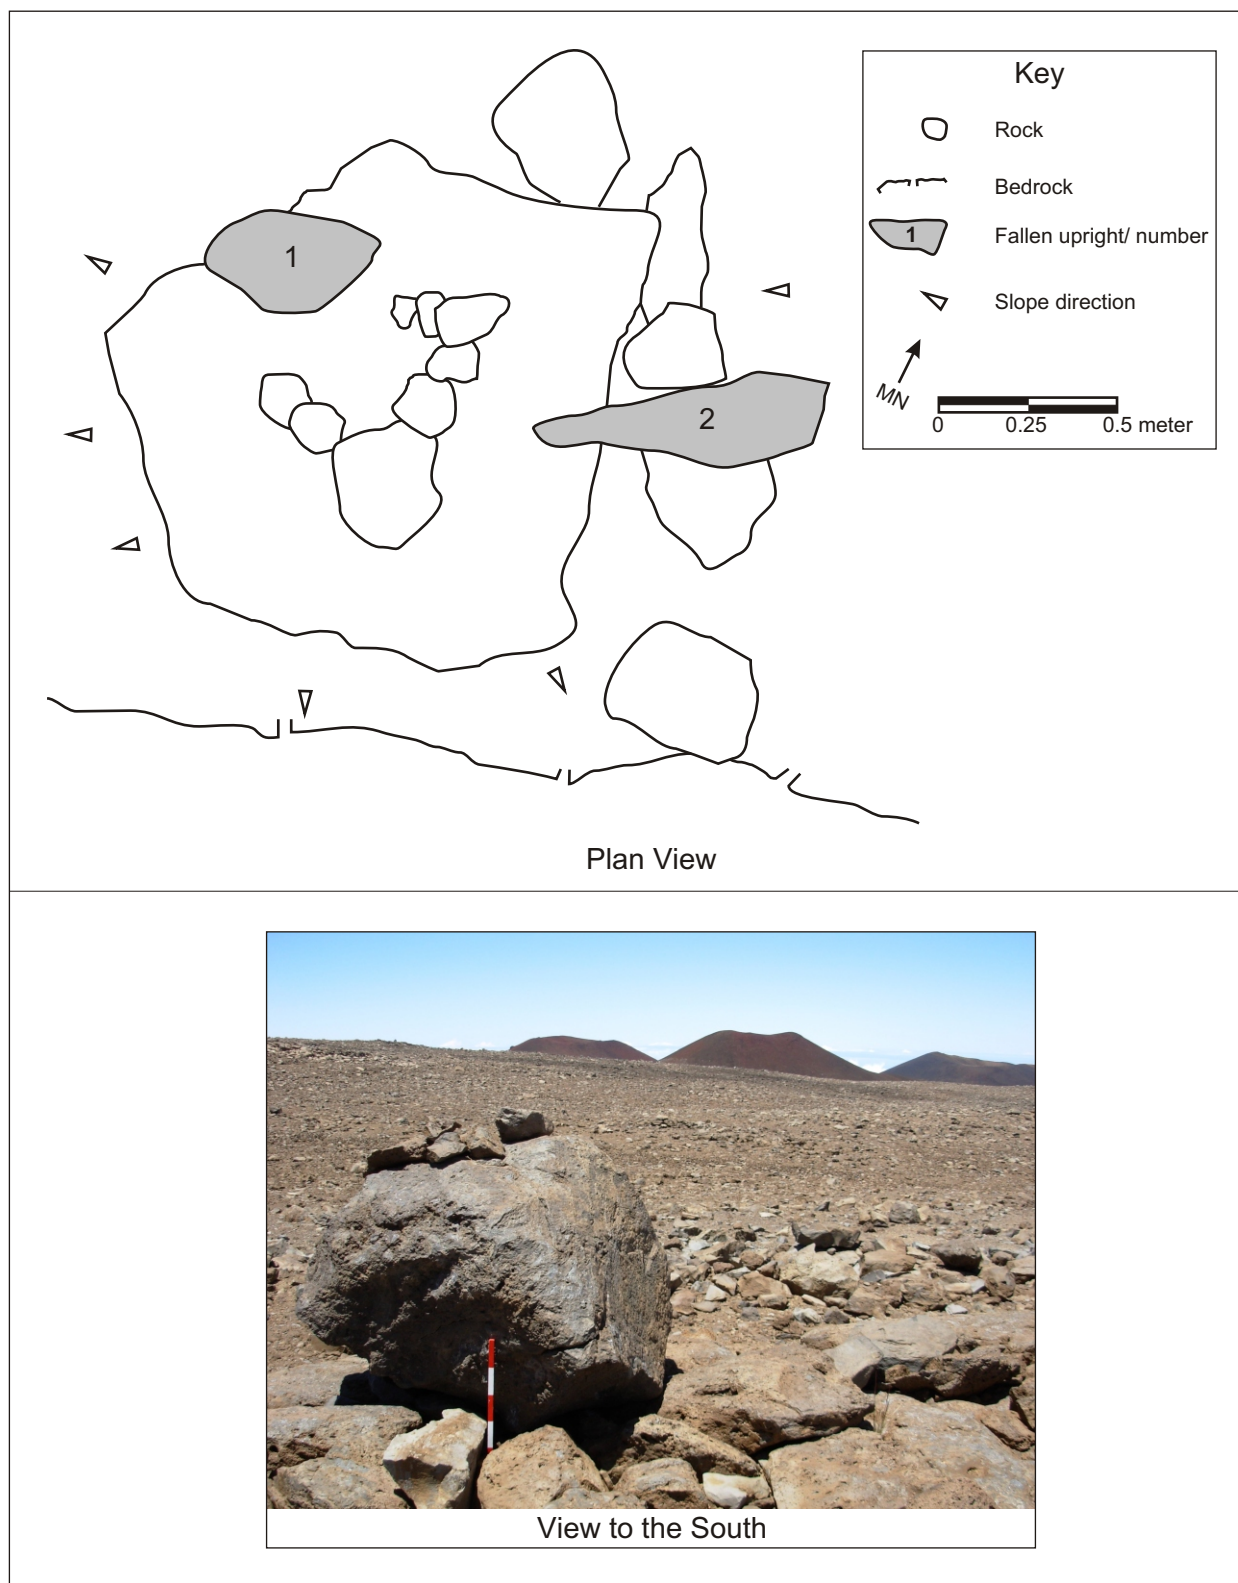 Key
Rock
Bedrock
1 Fallen upright/ number
Slope direction
MN
0 0.25 0.5 meter
1
2
Plan View
View to the South